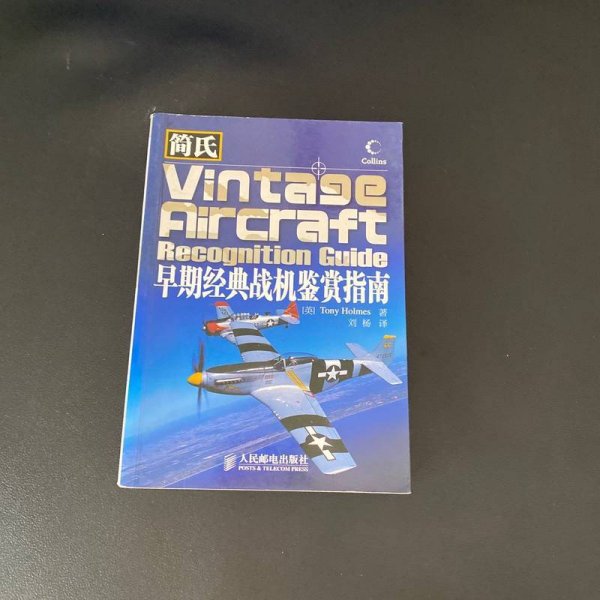 简氏
Collins
Vintage
Aircraft
Recognition Guide
早期经典战机鉴赏指南
[英] Tony Holmes 著
刘杨 译
人民邮电出版社
POSTS & TELECOM PRESS